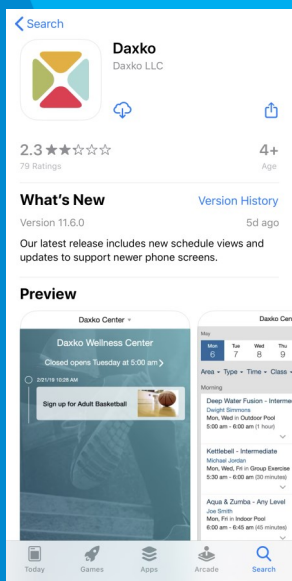 Search
Daxko
Daxko LLC
2.3
4+
79 Ratings
Age
What's New
Version History
Version 11.6.0
5d ago
Our latest release includes new schedule views and
updates to support newer phone screens.
Preview
Daxko Center
Daxko Wellness Center
Closed opens Tuesday at 5:00 am
2/21/19 10:28 AM
Sign up for Adult Basketball
Daxko Cen
May
Mon Tue Wed Thu
6 7 8 9
Area Type Time Class
Morning
Deep Water Fusion - Interme
Dwight Simmons
Mon, Wed in Outdoor Pool
5:00 am - 6:00 am (1 hour)
Kettlebell - Intermediate
Michael Jordan
Mon, Wed, Fri in Group Exercise
5:30 am - 6:00 am (30 minutes)
Aqua & Zumba - Any Level
Joe Smith
Mon, Fri in Indoor Pool
6:00 am - 6:45 am (45 minutes)
Today
Games
Apps
Arcade
Search